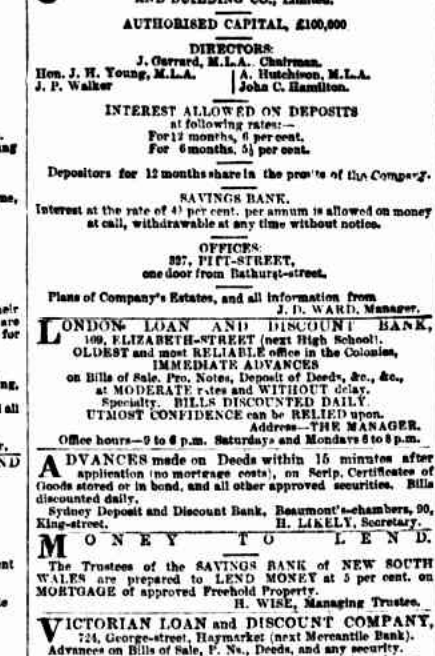 AND BUILDING CO., Limited.
AUTHORISED CAPITAL, £100,000
DIRECTORS:
J. Garrard, M.L.A., Chairman.
Hon. J. H. Young, M.L.A. A. Hutchison, M.L.A.
J. P. Walker John C. Hamilton.
INTEREST ALLOWED ON DEPOSITS
at following rates:—
For 12 months, 6 per cent.
For 6 months, 5½ per cent.
Depositors for 12 months share in the profits of the Company.
SAVINGS BANK.
Interest at the rate of 4½ per cent. per annum is allowed on money
at call, withdrawable at any time without notice.
OFFICES:
327, PITT-STREET,
one door from Bathurst-street.
Plans of Company's Estates, and all information from
J. D. WARD, Manager.
LONDON LOAN AND DISCOUNT BANK,
109, ELIZABETH-STREET (next High School).
OLDEST and most RELIABLE office in the Colonies,
IMMEDIATE ADVANCES
on Bills of Sale, Pro. Notes, Deposit of Deeds, &c., &c.,
at MODERATE rates and WITHOUT delay.
Specialty. BILLS DISCOUNTED DAILY.
UTMOST CONFIDENCE can be RELIED upon.
Address—THE MANAGER.
Office hours—9 to 6 p.m. Saturdays and Mondays 6 to 8 p.m.
ADVANCES made on Deeds within 15 minutes after
application (no mortgage costs), on Scrip, Certificates of
Goods stored or in bond, and all other approved securities. Bills
discounted daily.
Sydney Deposit and Discount Bank, Beaumont's-chambers, 90,
King-street. H. LIKELY, Secretary.
MONEY TO LEND.
The Trustees of the SAVINGS BANK of NEW SOUTH
WALES are prepared to LEND MONEY at 5 per cent. on
MORTGAGE of approved Freehold Property.
H. WISE, Managing Trustee.
VICTORIAN LOAN and DISCOUNT COMPANY,
724, George-street, Haymarket (next Mercantile Bank).
Advances on Bills of Sale, P. Ns., Deeds, and any security.